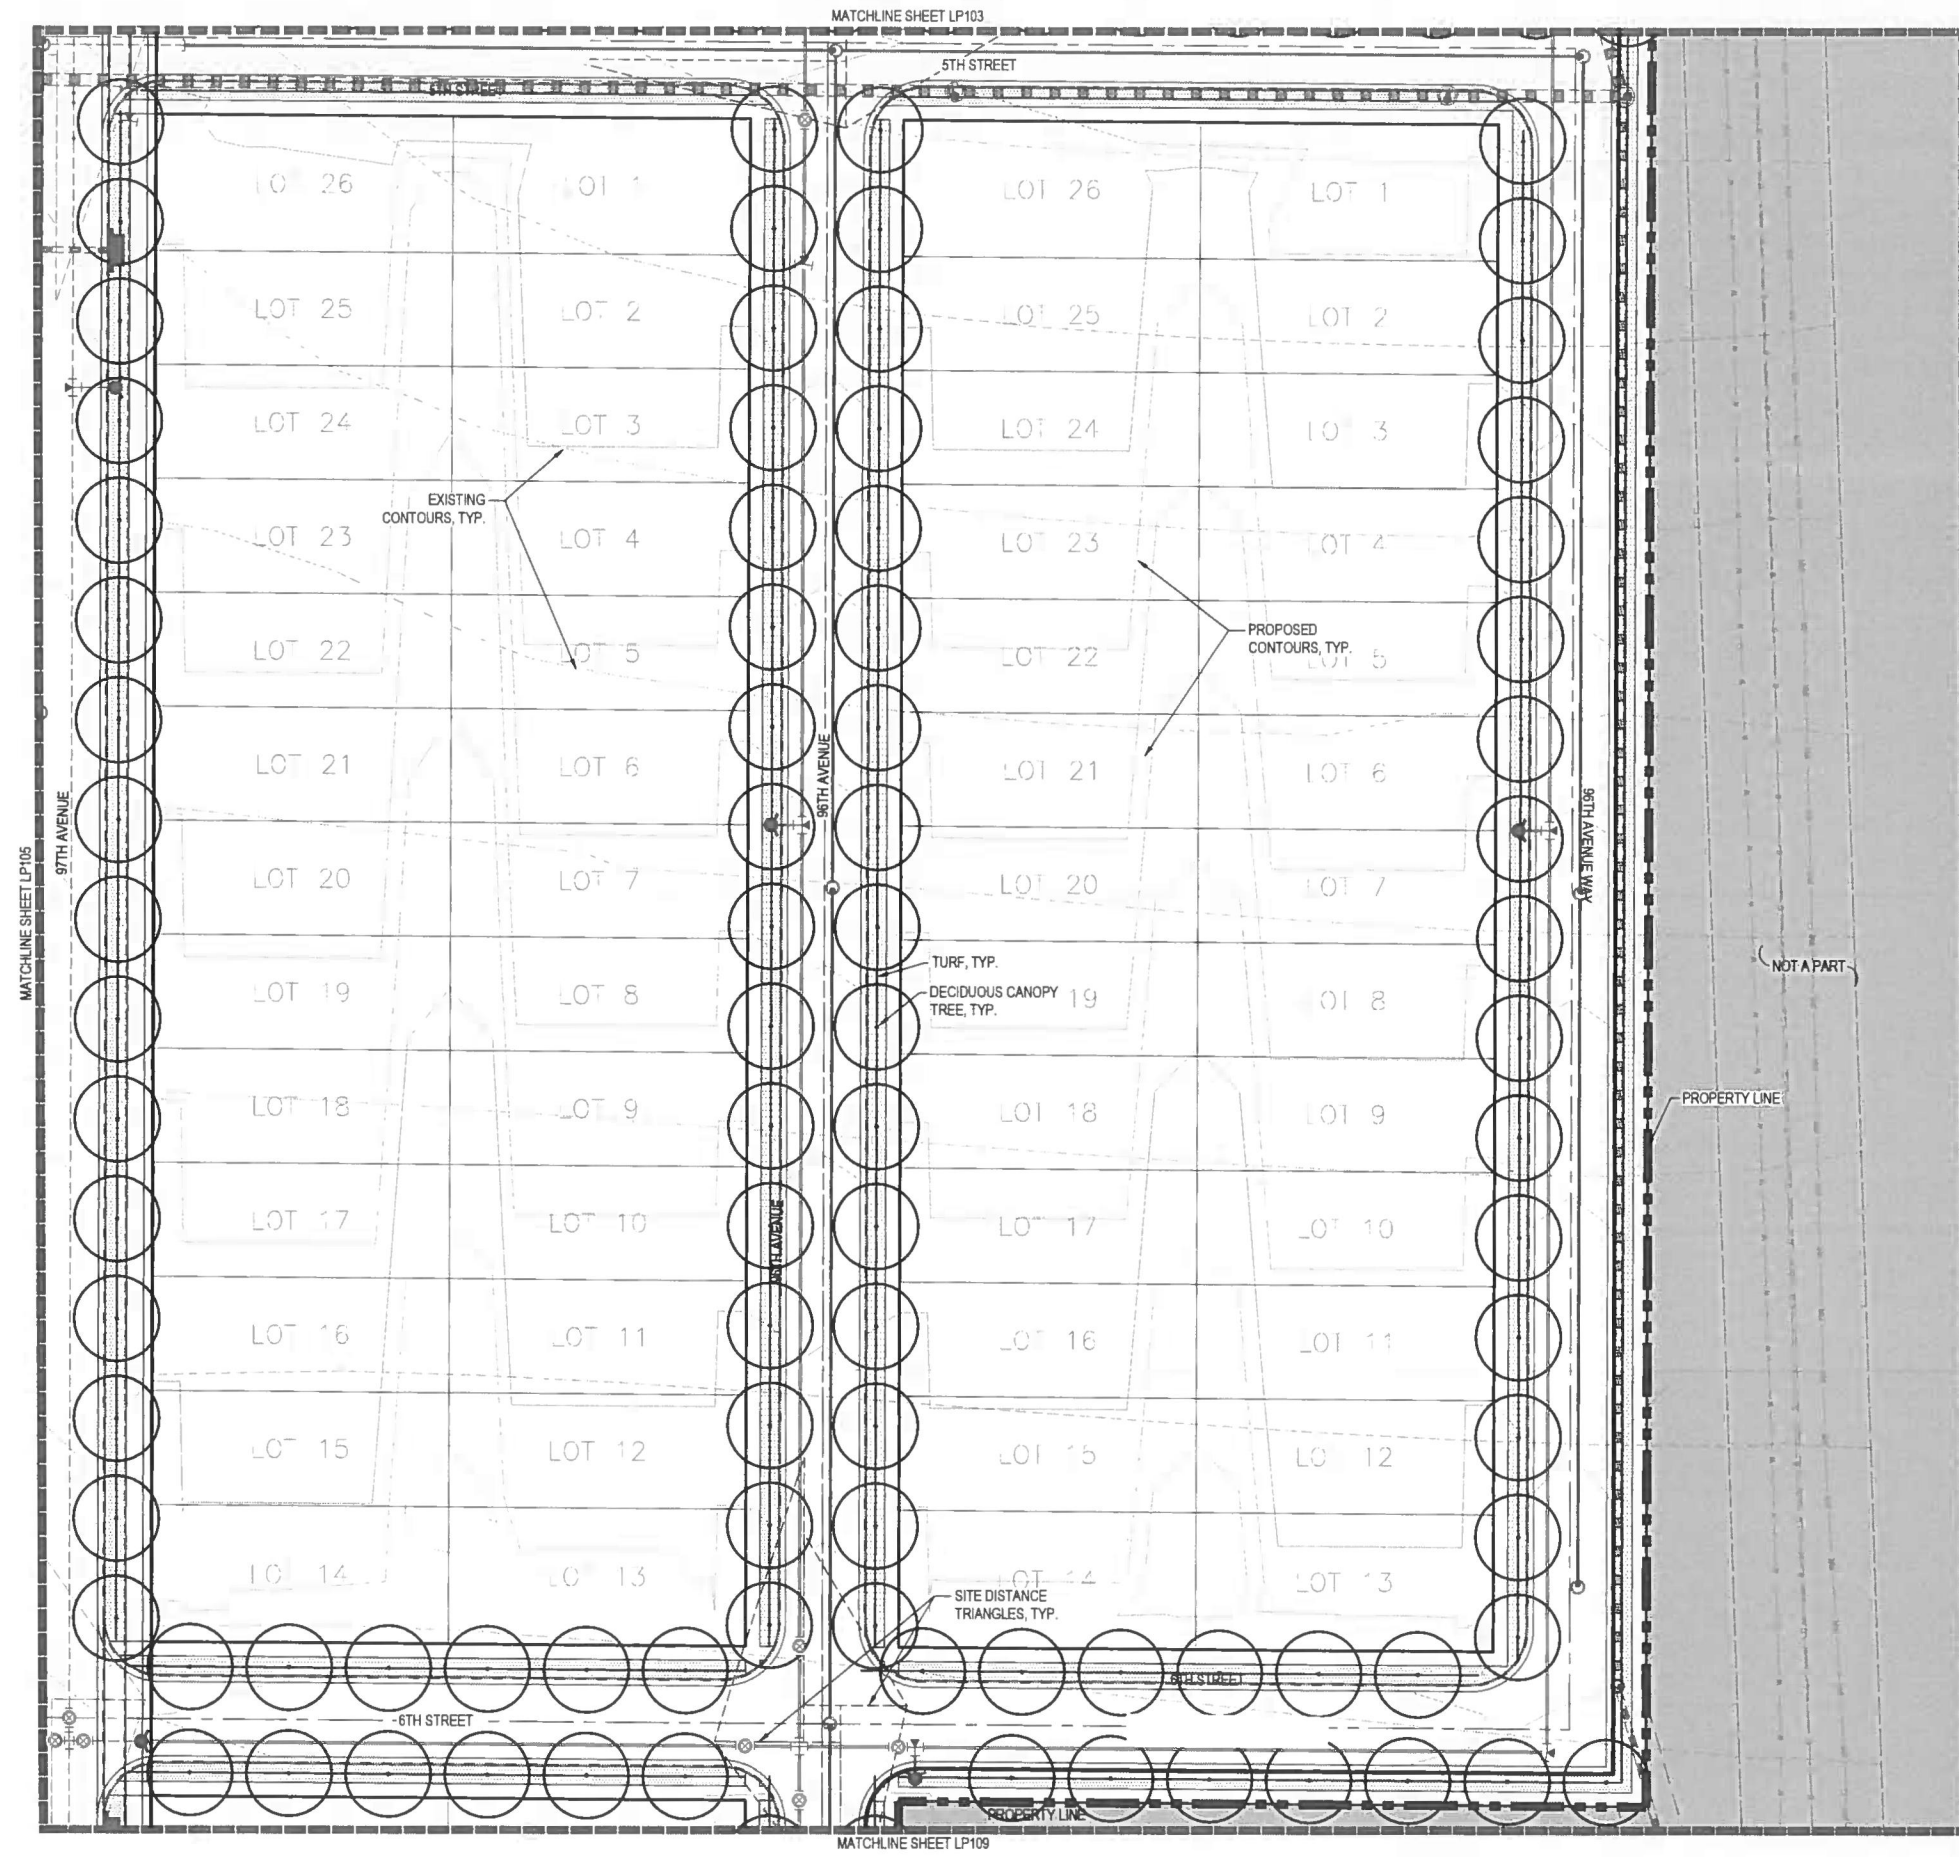 MATCHLINE SHEET LP103
5TH STREET
5TH STREET
LOT 26
LOT 1
LOT 26
LOT 1
LOT 25
LOT 2
LOT 25
LOT 2
LOT 24
LOT 3
LOT 24
LOT 3
EXISTING
CONTOURS, TYP.
LOT 23
LOT 4
LOT 23
LOT 4
LOT 22
LOT 5
LOT 22
PROPOSED
CONTOURS, TYP.
LOT 5
LOT 21
LOT 6
LOT 21
LOT 6
97TH AVENUE
96TH AVENUE
96TH AVENUE WAY
MATCHLINE SHEET LP105
LOT 20
LOT 7
LOT 20
LOT 7
TURF, TYP.
DECIDUOUS CANOPY
TREE, TYP.
NOT A PART
LOT 19
LOT 8
19
LOT 8
LOT 18
LOT 9
LOT 18
LOT 9
PROPERTY LINE
LOT 17
LOT 10
96TH AVENUE
LOT 17
LOT 10
LOT 16
LOT 11
LOT 16
LOT 11
LOT 15
LOT 12
LOT 15
LOT 12
LOT 14
LOT 13
LOT 14
LOT 13
SITE DISTANCE
TRIANGLES, TYP.
6TH STREET
6TH STREET
PROPERTY LINE
MATCHLINE SHEET LP109